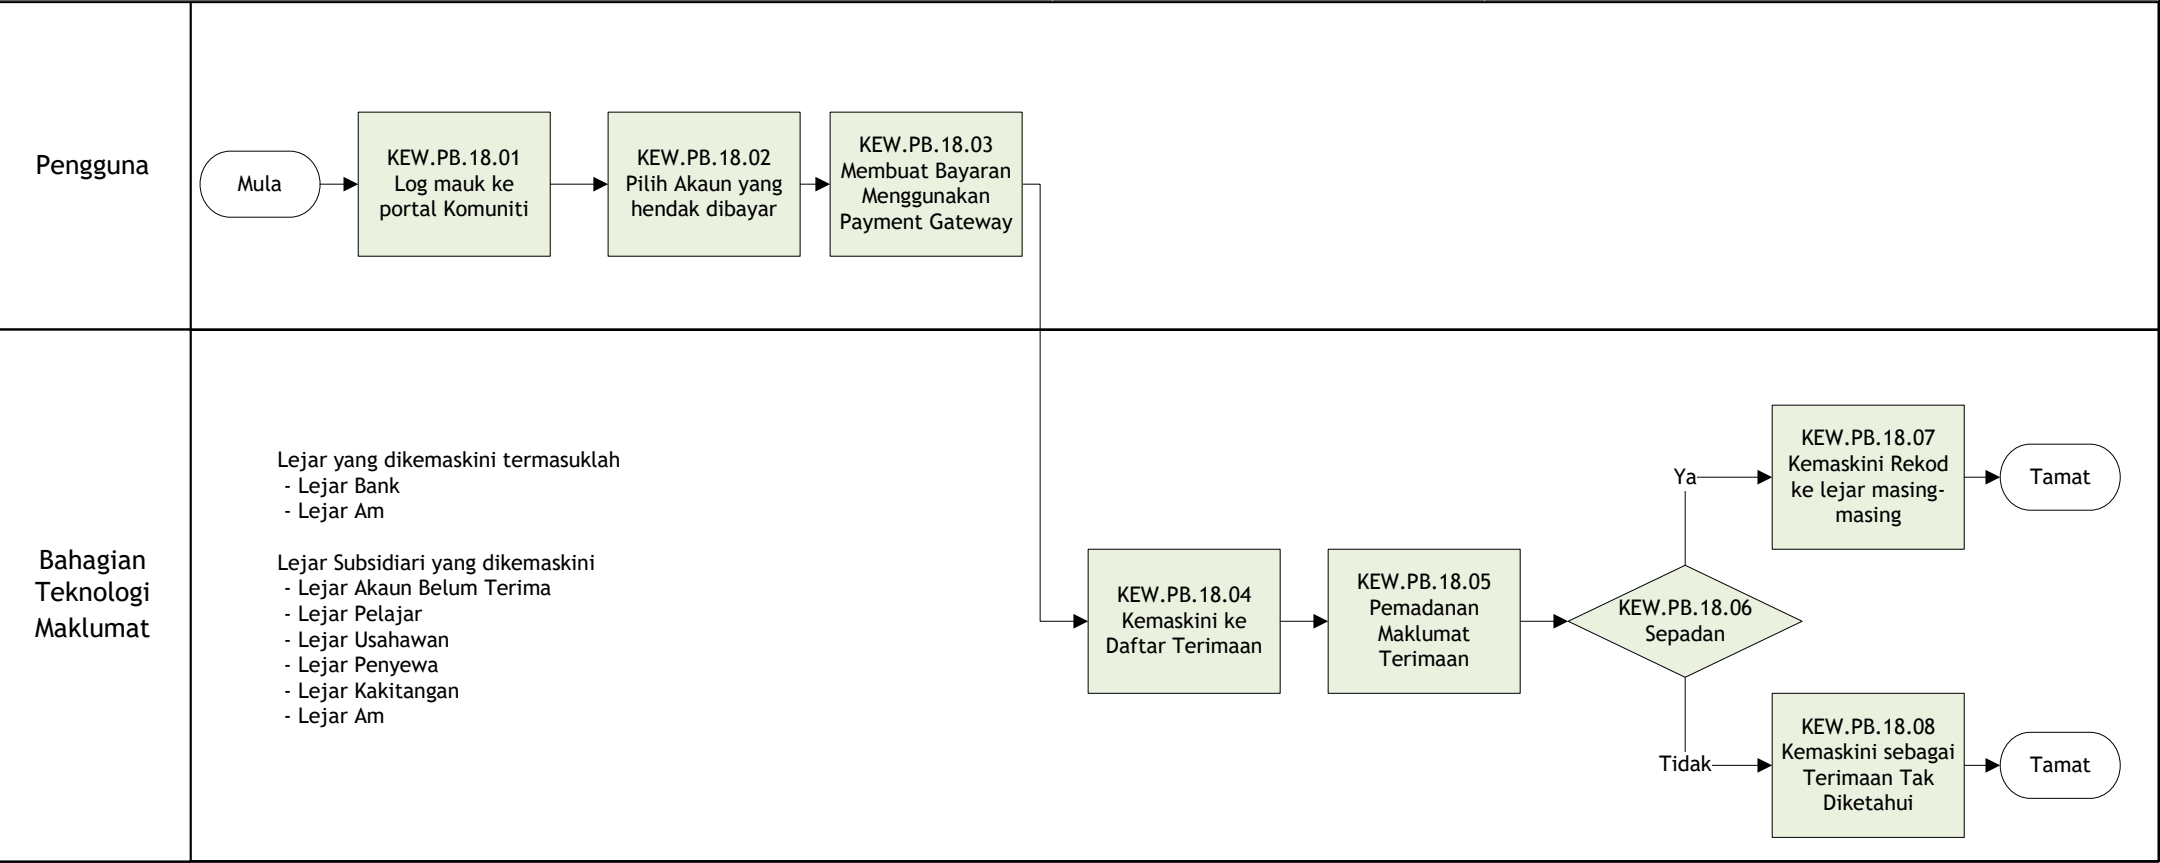 Pengguna
Mula
KEW.PB.18.01
Log mauk ke
portal Komuniti
KEW.PB.18.02
Pilih Akaun yang
hendak dibayar
KEW.PB.18.03
Membuat Bayaran
Menggunakan
Payment Gateway
Bahagian
Teknologi
Maklumat
Lejar yang dikemaskini termasuklah
- Lejar Bank
- Lejar Am
Lejar Subsidiari yang dikemaskini
- Lejar Akaun Belum Terima
- Lejar Pelajar
- Lejar Usahawan
- Lejar Penyewa
- Lejar Kakitangan
- Lejar Am
KEW.PB.18.04
Kemaskini ke
Daftar Terimaan
KEW.PB.18.05
Pemadanan
Maklumat
Terimaan
KEW.PB.18.06
Sepadan
Ya
KEW.PB.18.07
Kemaskini Rekod
ke lejar masing-
masing
Tamat
Tidak
KEW.PB.18.08
Kemaskini sebagai
Terimaan Tak
Diketahui
Tamat